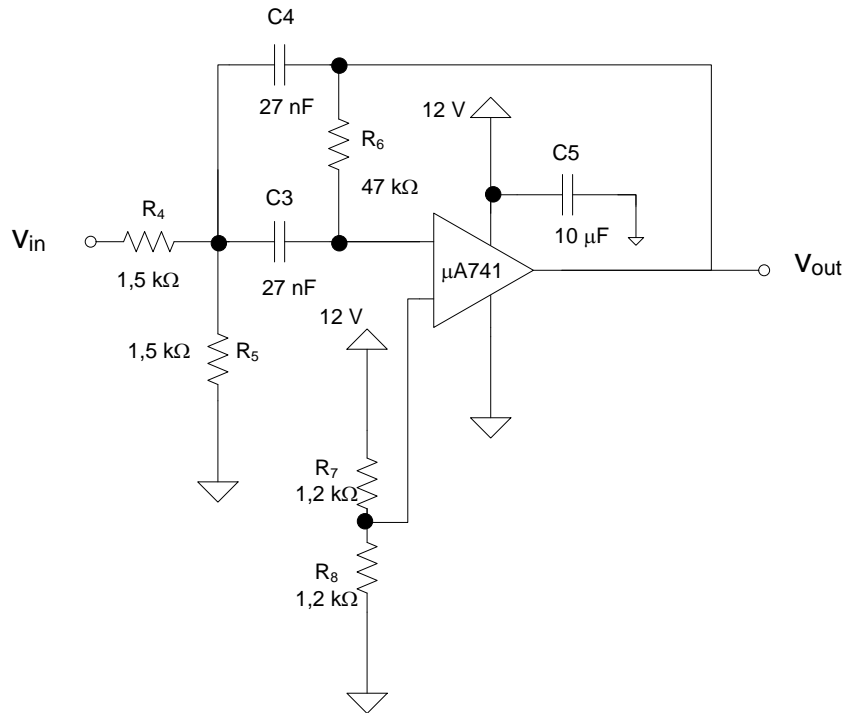 C4
27 nF
12 V
R6
C5
47 kΩ
C3
R4
10 µF
Vin
µA741
Vout
1,5 kΩ
27 nF
12 V
1,5 kΩ
R5
R7
1,2 kΩ
R8
1,2 kΩ